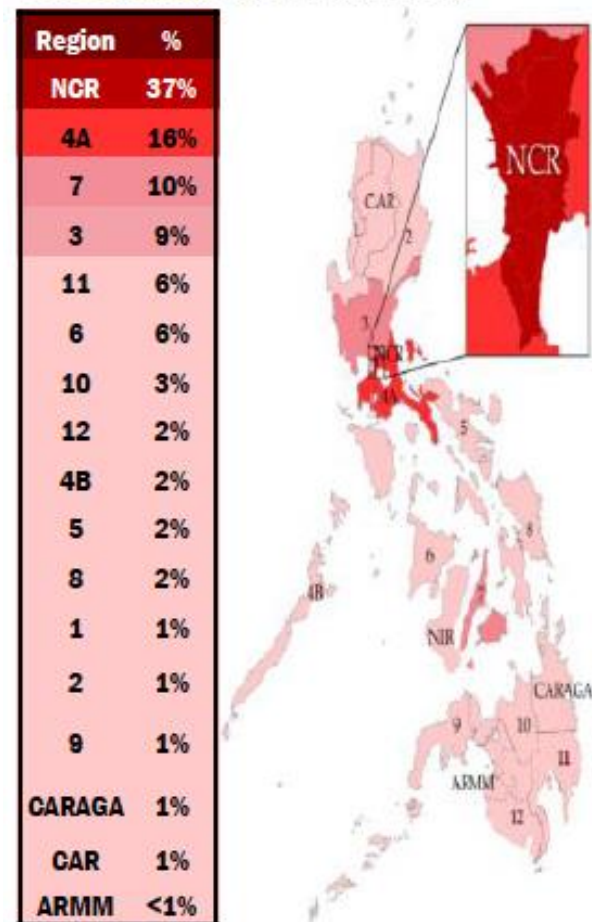 Region %
NCR 37%
4A 16%
7 10%
3 9%
11 6%
6 6%
10 3%
12 2%
4B 2%
5 2%
8 2%
1 1%
2 1%
9 1%
CARAGA 1%
CAR 1%
ARMM <1%
NCR
CAR
1
2
3
NCR
4A
5
8
6
7
4B
NIR
CARAGA
9
10
11
ARMM
12